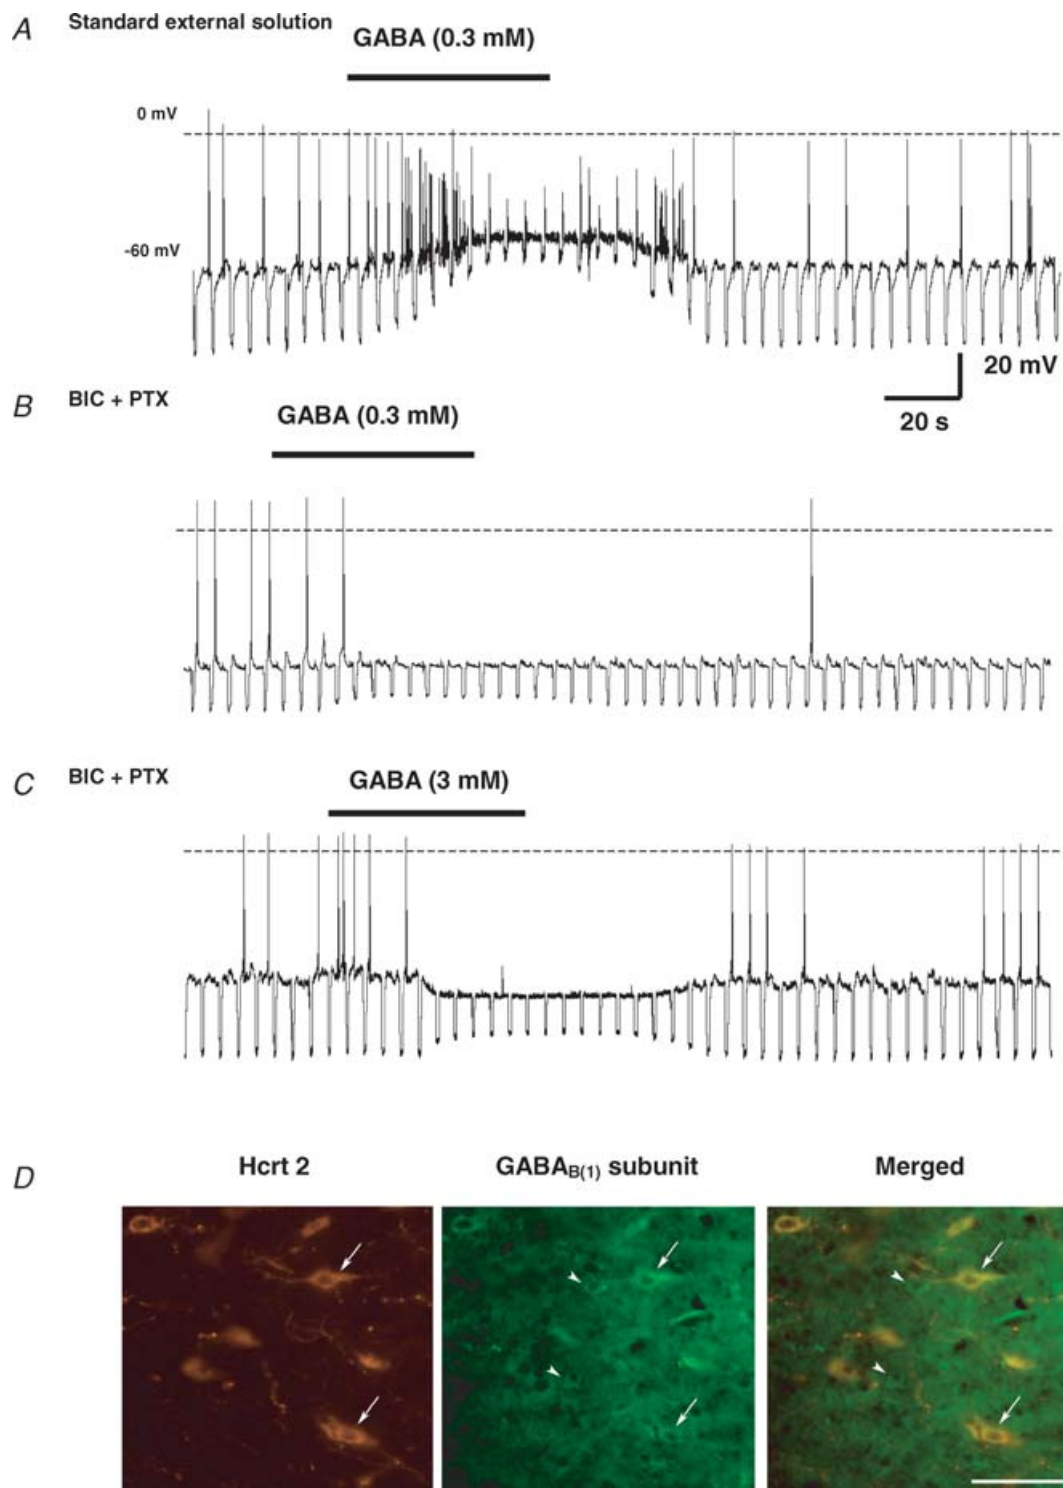 A Standard external solution
GABA (0.3 mM)
0 mV
-60 mV
20 mV
20 s
B BIC + PTX
GABA (0.3 mM)
C BIC + PTX
GABA (3 mM)
D Hcrt 2 GABAB(1) subunit Merged